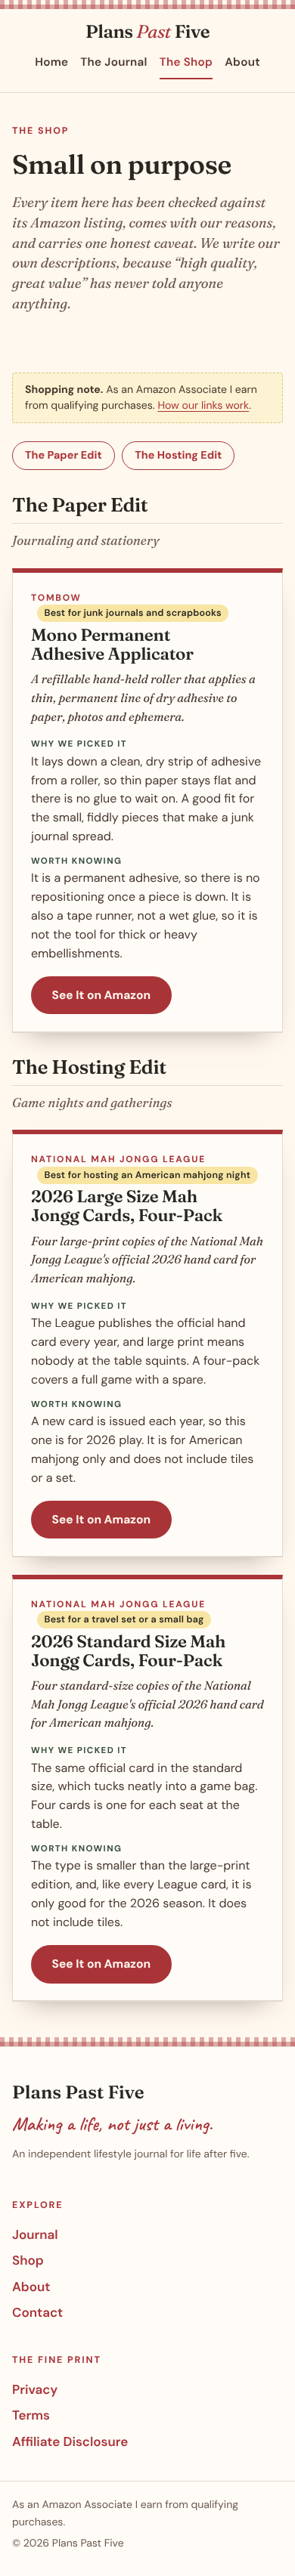 Plans Past Five
Home The Journal The Shop About
THE SHOP
Small on purpose
Every item here has been checked against
its Amazon listing, comes with our reasons,
and carries one honest caveat. We write our
own descriptions, because “high quality,
great value” has never told anyone
anything.
Shopping note. As an Amazon Associate I earn
from qualifying purchases. How our links work.
The Paper Edit The Hosting Edit
The Paper Edit
Journaling and stationery
TOMBOW
Best for junk journals and scrapbooks
Mono Permanent
Adhesive Applicator
A refillable hand-held roller that applies a
thin, permanent line of dry adhesive to
paper, photos and ephemera.
WHY WE PICKED IT
It lays down a clean, dry strip of adhesive
from a roller, so thin paper stays flat and
there is no glue to wait on. A good fit for
the small, fiddly pieces that make a junk
journal spread.
WORTH KNOWING
It is a permanent adhesive, so there is no
repositioning once a piece is down. It is
also a tape runner, not a wet glue, so it is
not the tool for thick or heavy
embellishments.
See It on Amazon
The Hosting Edit
Game nights and gatherings
NATIONAL MAH JONGG LEAGUE
Best for hosting an American mahjong night
2026 Large Size Mah
Jongg Cards, Four-Pack
Four large-print copies of the National Mah
Jongg League's official 2026 hand card for
American mahjong.
WHY WE PICKED IT
The League publishes the official hand
card every year, and large print means
nobody at the table squints. A four-pack
covers a full game with a spare.
WORTH KNOWING
A new card is issued each year, so this
one is for 2026 play. It is for American
mahjong only and does not include tiles
or a set.
See It on Amazon
NATIONAL MAH JONGG LEAGUE
Best for a travel set or a small bag
2026 Standard Size Mah
Jongg Cards, Four-Pack
Four standard-size copies of the National
Mah Jongg League's official 2026 hand card
for American mahjong.
WHY WE PICKED IT
The same official card in the standard
size, which tucks neatly into a game bag.
Four cards is one for each seat at the
table.
WORTH KNOWING
The type is smaller than the large-print
edition, and, like every League card, it is
only good for the 2026 season. It does
not include tiles.
See It on Amazon
Plans Past Five
Making a life, not just a living.
An independent lifestyle journal for life after five.
EXPLORE
Journal
Shop
About
Contact
THE FINE PRINT
Privacy
Terms
Affiliate Disclosure
As an Amazon Associate I earn from qualifying
purchases.
© 2026 Plans Past Five